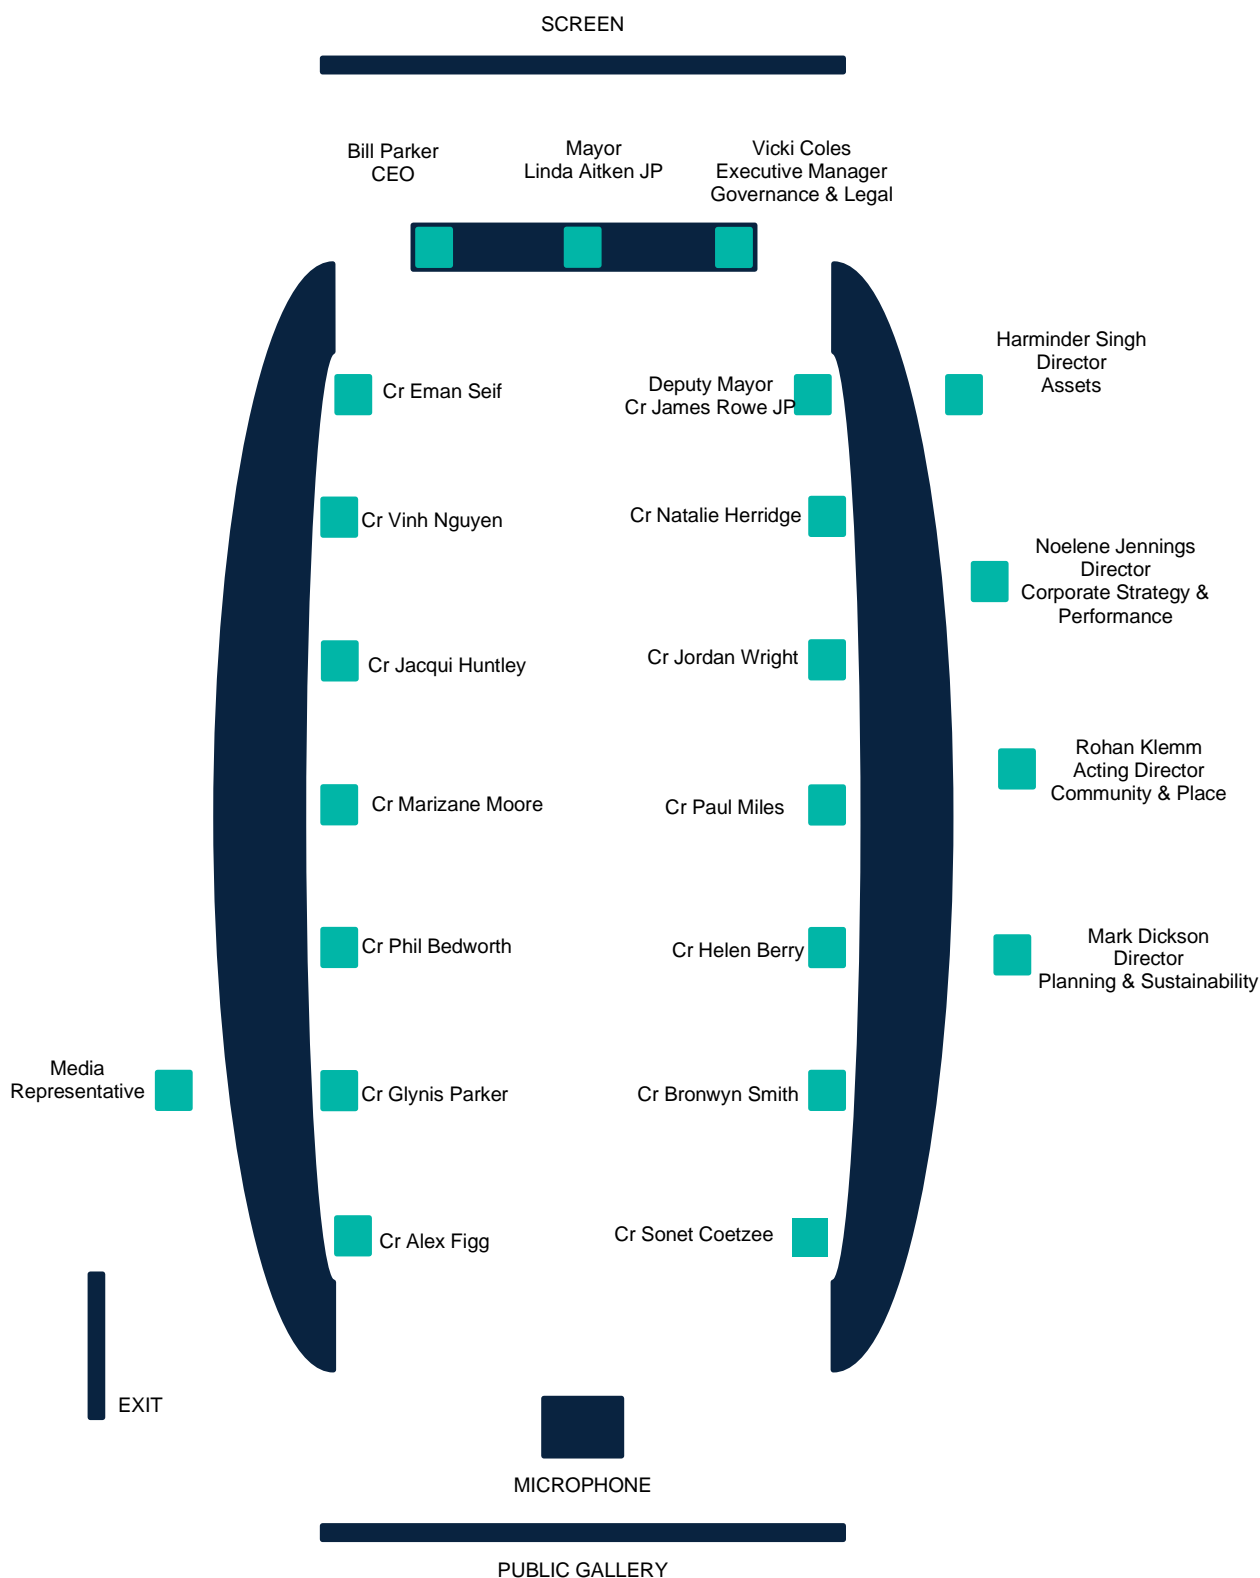 SCREEN
Bill Parker
CEO
Mayor
Linda Aitken JP
Vicki Coles
Executive Manager
Governance & Legal
Harminder Singh
Director
Assets
Cr Eman Seif
Deputy Mayor
Cr James Rowe JP
Cr Vinh Nguyen
Cr Natalie Herridge
Noelene Jennings
Director
Corporate Strategy &
Performance
Cr Jacqui Huntley
Cr Jordan Wright
Rohan Klemm
Acting Director
Community & Place
Cr Marizane Moore
Cr Paul Miles
Cr Phil Bedworth
Cr Helen Berry
Mark Dickson
Director
Planning & Sustainability
Media
Representative
Cr Glynis Parker
Cr Bronwyn Smith
Cr Alex Figg
Cr Sonet Coetzee
EXIT
MICROPHONE
PUBLIC GALLERY